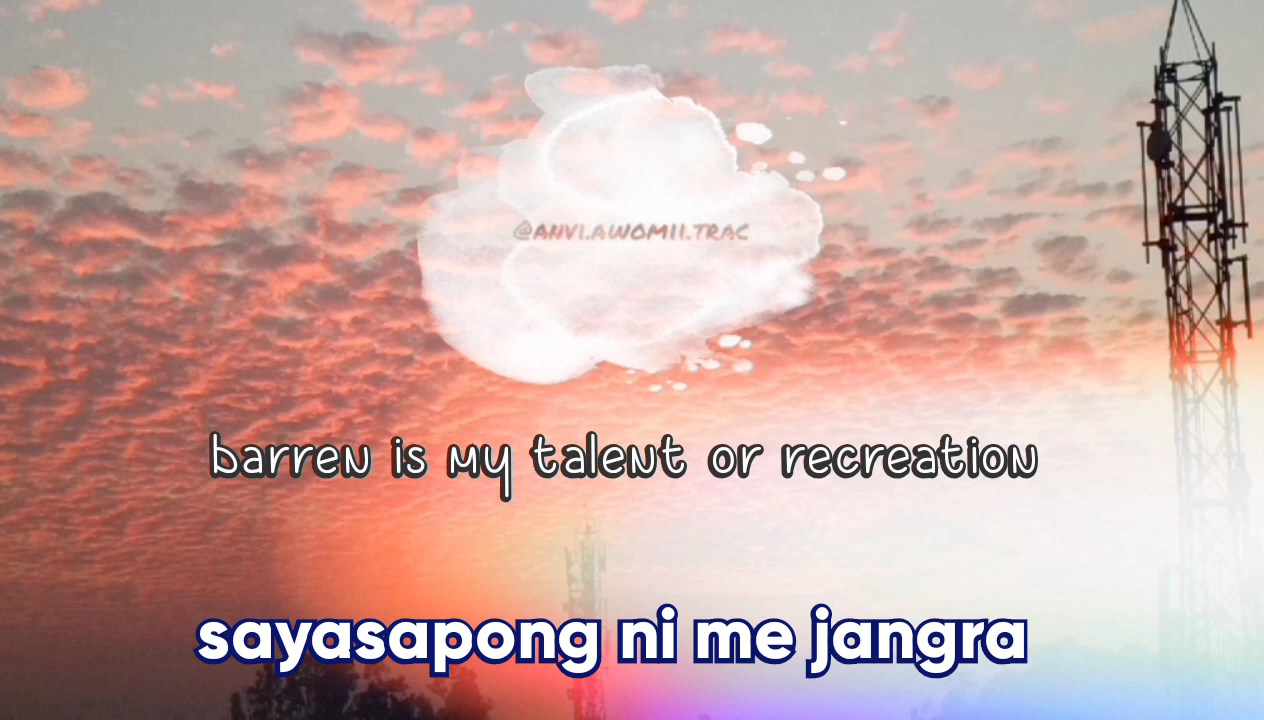 @ANVI.AWOMII.TRAC
barren is my talent or recreation
sayasapong ni me jangra